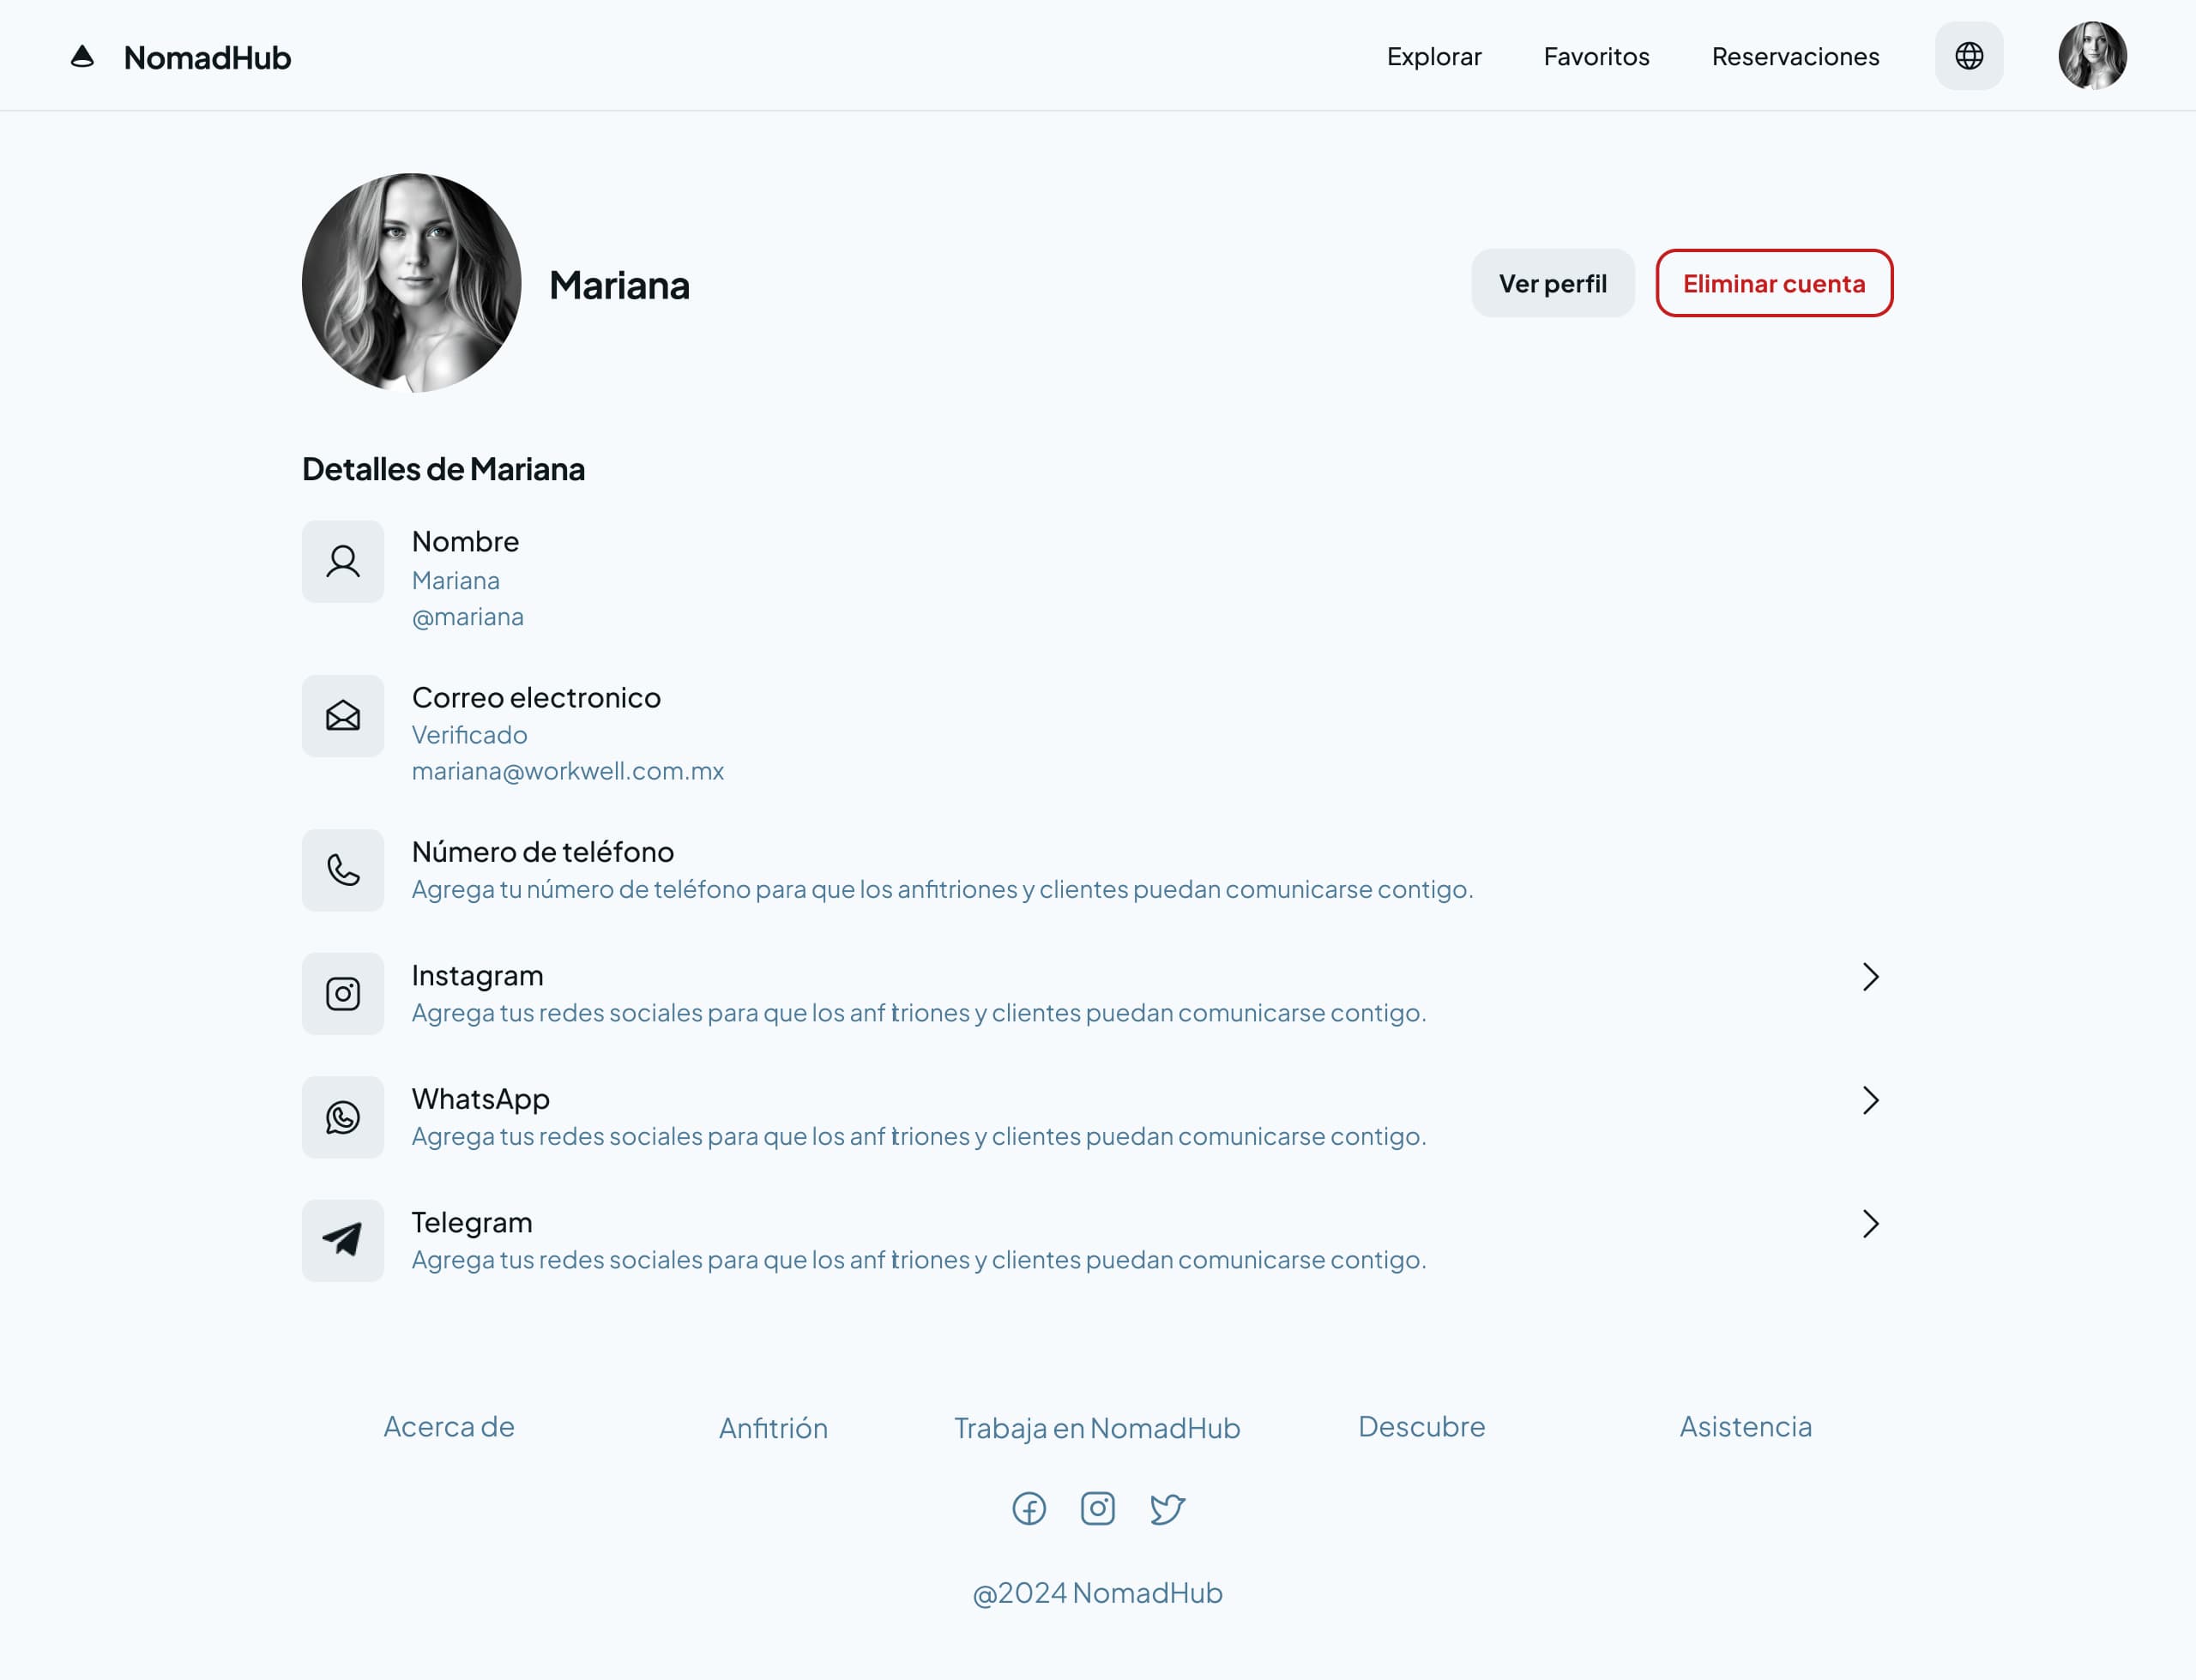 NomadHub
Explorar
Favoritos
Reservaciones
Mariana
Ver perfil
Eliminar cuenta
Detalles de Mariana
Nombre
Mariana
@mariana
Correo electronico
Verificado
mariana@workwell.com.mx
Número de teléfono
Agrega tu número de teléfono para que los anfitriones y clientes puedan comunicarse contigo.
Instagram
Agrega tus redes sociales para que los anf triones y clientes puedan comunicarse contigo.
WhatsApp
Agrega tus redes sociales para que los anf triones y clientes puedan comunicarse contigo.
Telegram
Agrega tus redes sociales para que los anf triones y clientes puedan comunicarse contigo.
Acerca de
Anfitrión
Trabaja en NomadHub
Descubre
Asistencia
@2024 NomadHub